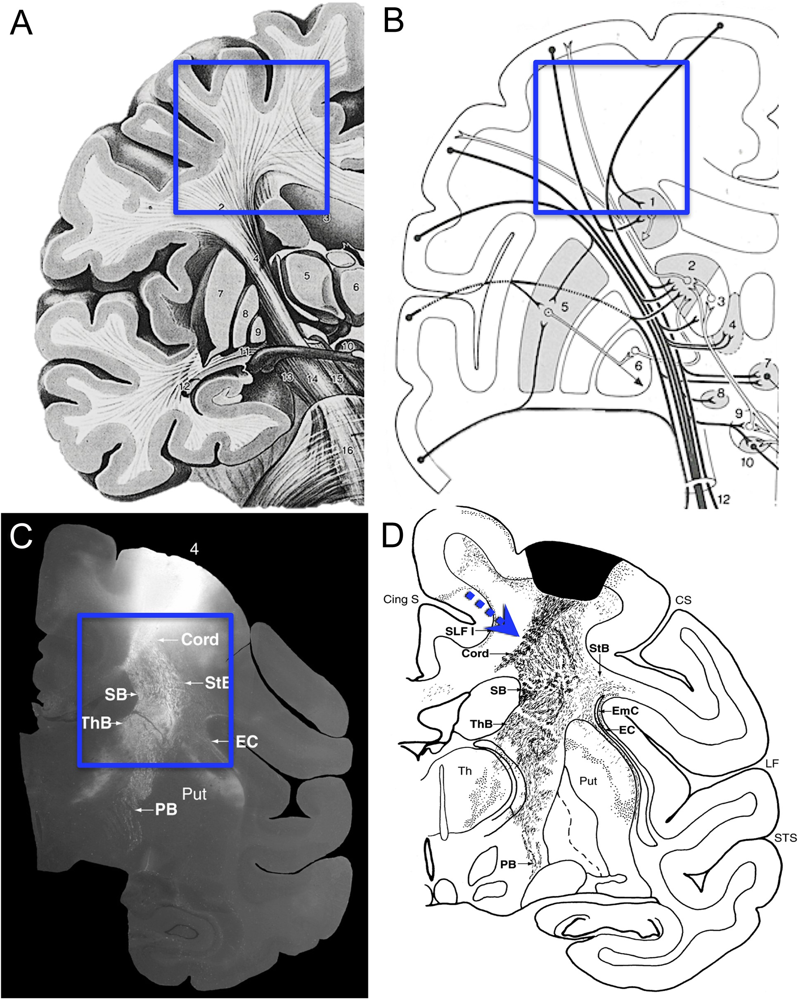 A
2
3
4
5
6
7
8
9
10
11
12
13
14
15
16
B
1
2
3
4
5
6
7
8
9
10
12
C
4
Cord
StB
SB
ThB
EC
Put
PB
D
Cing S
CS
SLF I
Cord
StB
SB
EmC
ThB
EC
Th
Put
LF
STS
PB